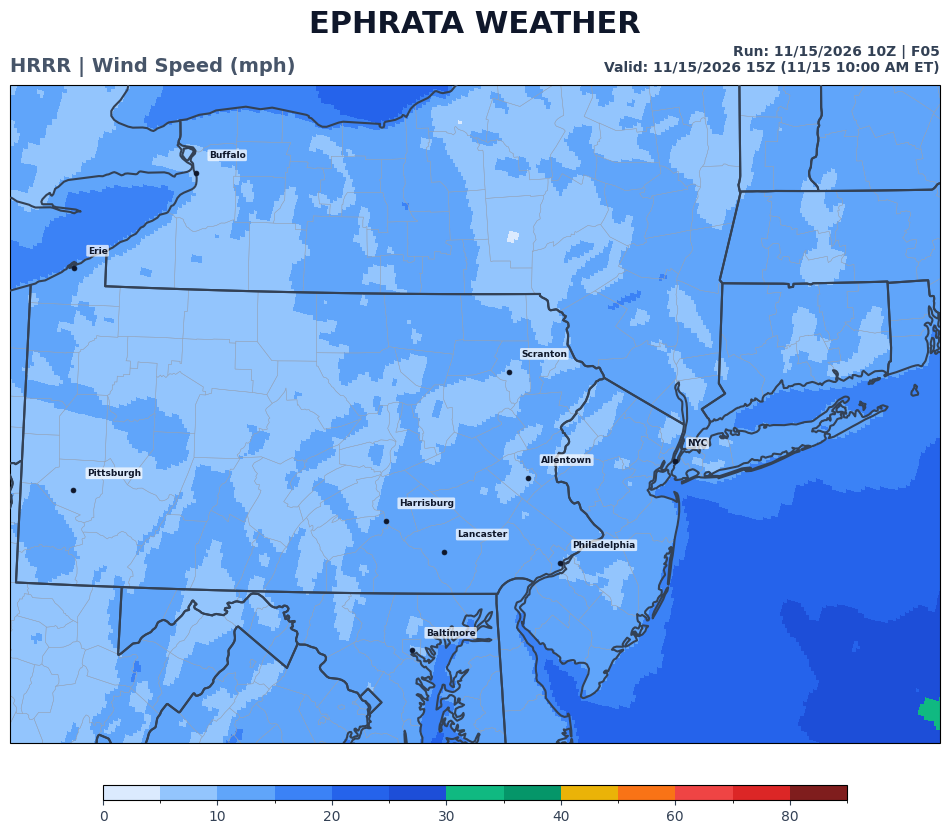 EPHRATA WEATHER
HRRR | Wind Speed (mph)
Run: 11/15/2026 10Z | F05
Valid: 11/15/2026 15Z (11/15 10:00 AM ET)
Buffalo
Erie
Scranton
NYC
Allentown
Pittsburgh
Harrisburg
Lancaster
Philadelphia
Baltimore
0 10 20 30 40 50 60 70 80